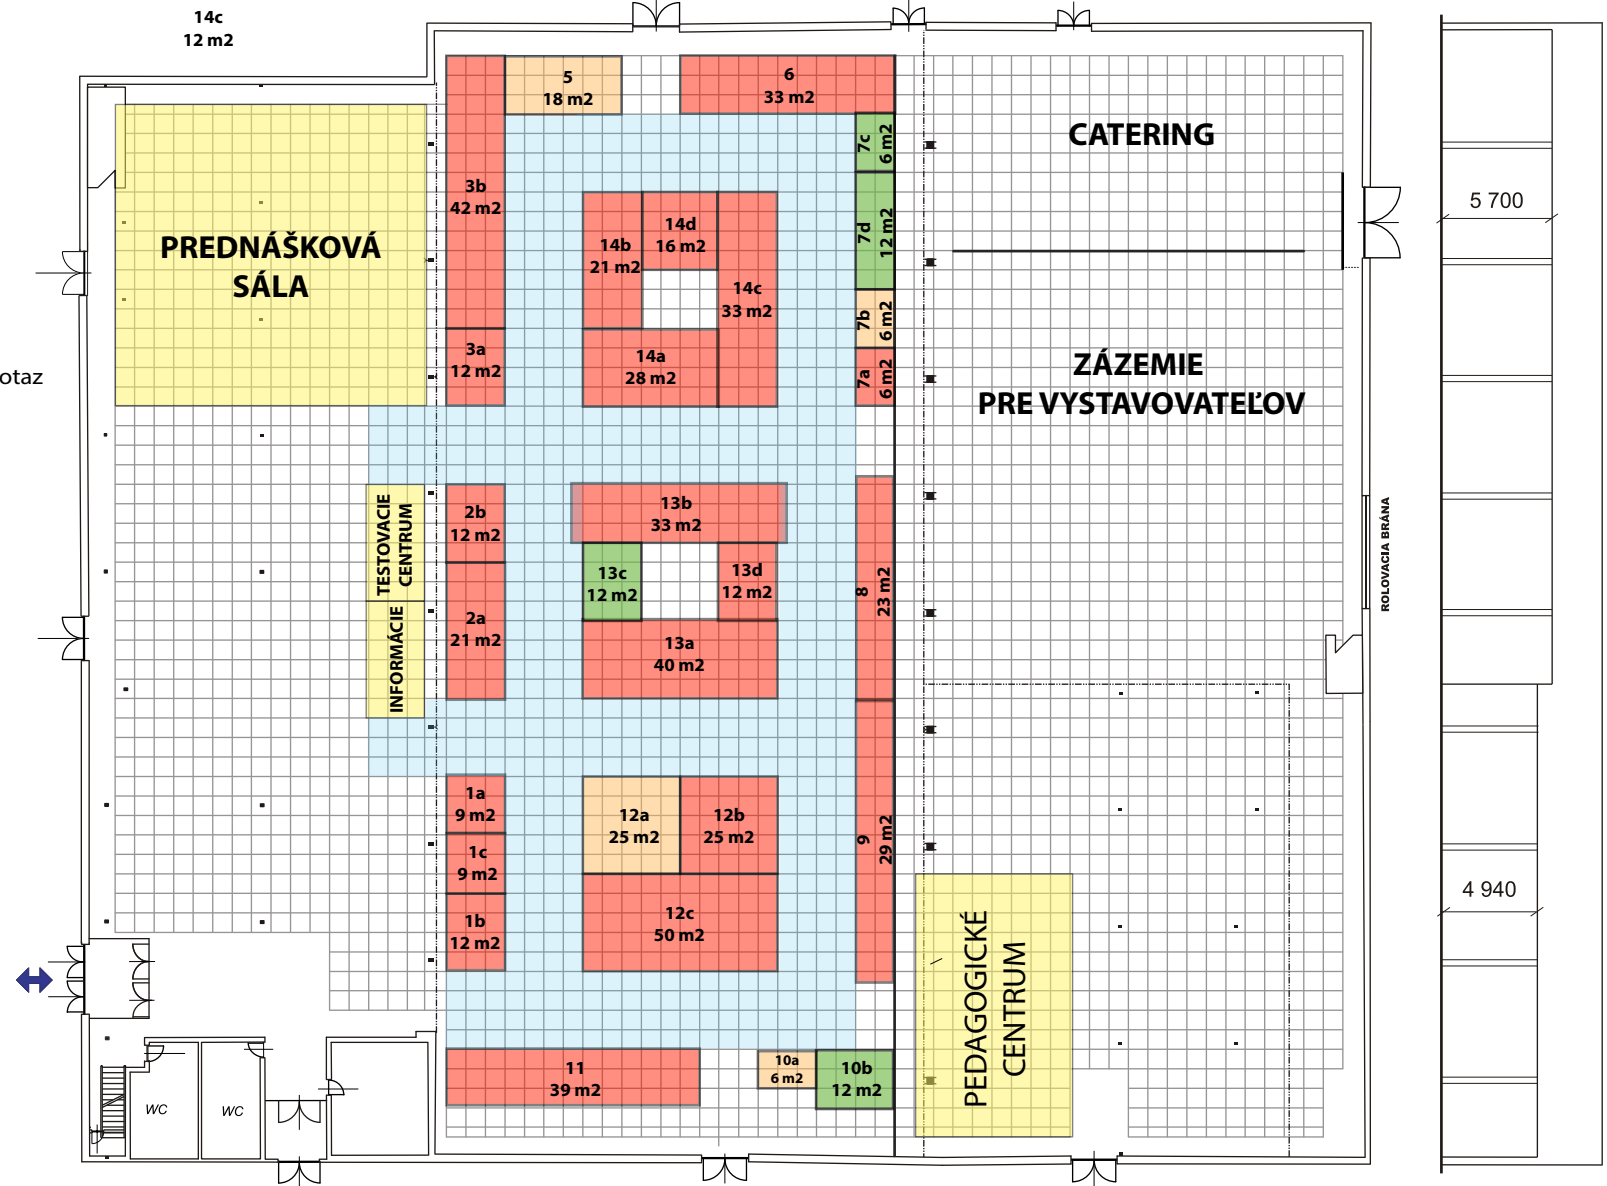 14c
12 m2
otaz
PREDNÁŠKOVÁ
SÁLA
5
18 m2
6
33 m2
3b
42 m2
3a
12 m2
14b
21 m2
14d
16 m2
14c
33 m2
14a
28 m2
7c
6 m2
7d
12 m2
7b
6 m2
7a
6 m2
CATERING
ZÁZEMIE
PRE VYSTAVOVATEĽOV
5 700
TESTOVACIE
CENTRUM
INFORMÁCIE
2b
12 m2
2a
21 m2
13b
33 m2
13c
12 m2
13d
12 m2
13a
40 m2
8
23 m2
ROLOVACIA BRÁNA
1a
9 m2
1c
9 m2
1b
12 m2
12a
25 m2
12b
25 m2
12c
50 m2
9
29 m2
4 940
PEDAGOGICKÉ
CENTRUM
11
39 m2
10a
6 m2
10b
12 m2
WC
WC